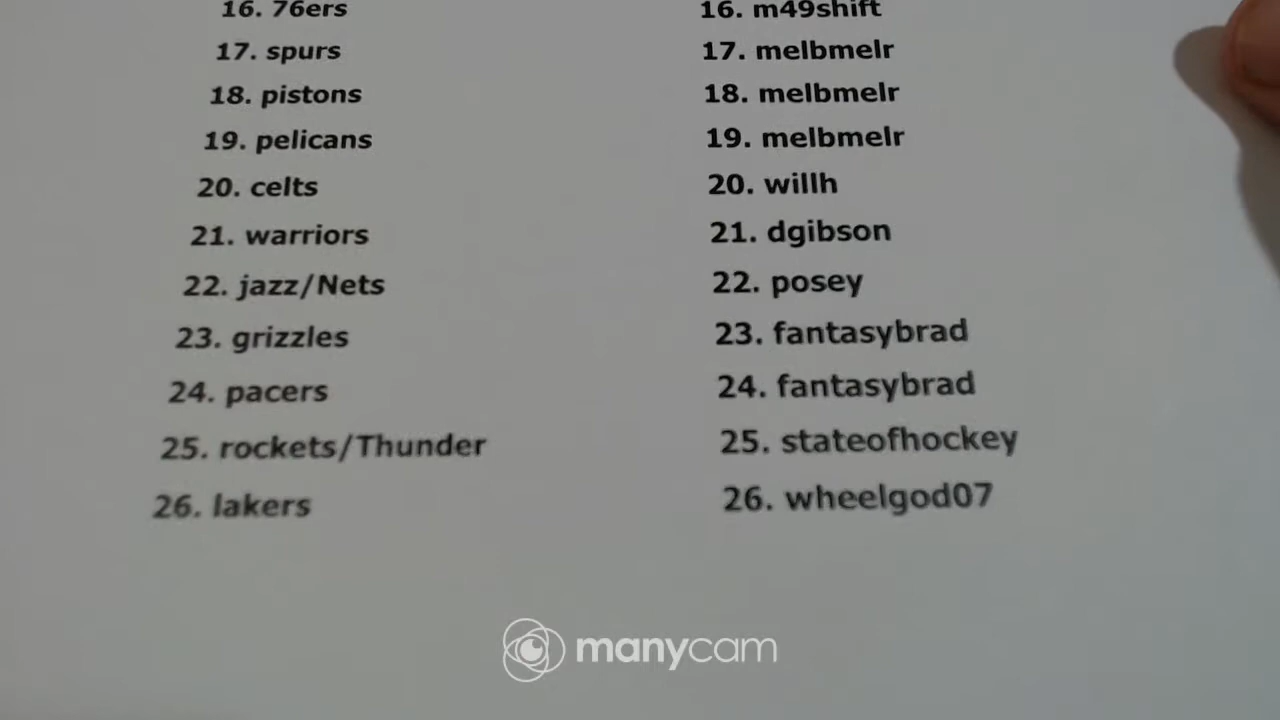 16. 76ers
17. spurs
18. pistons
19. pelicans
20. celts
21. warriors
22. jazz/Nets
23. grizzles
24. pacers
25. rockets/Thunder
26. lakers
16. m49shift
17. melbmelr
18. melbmelr
19. melbmelr
20. willh
21. dgibson
22. posey
23. fantasybrad
24. fantasybrad
25. stateofhockey
26. wheelgod07
manycam